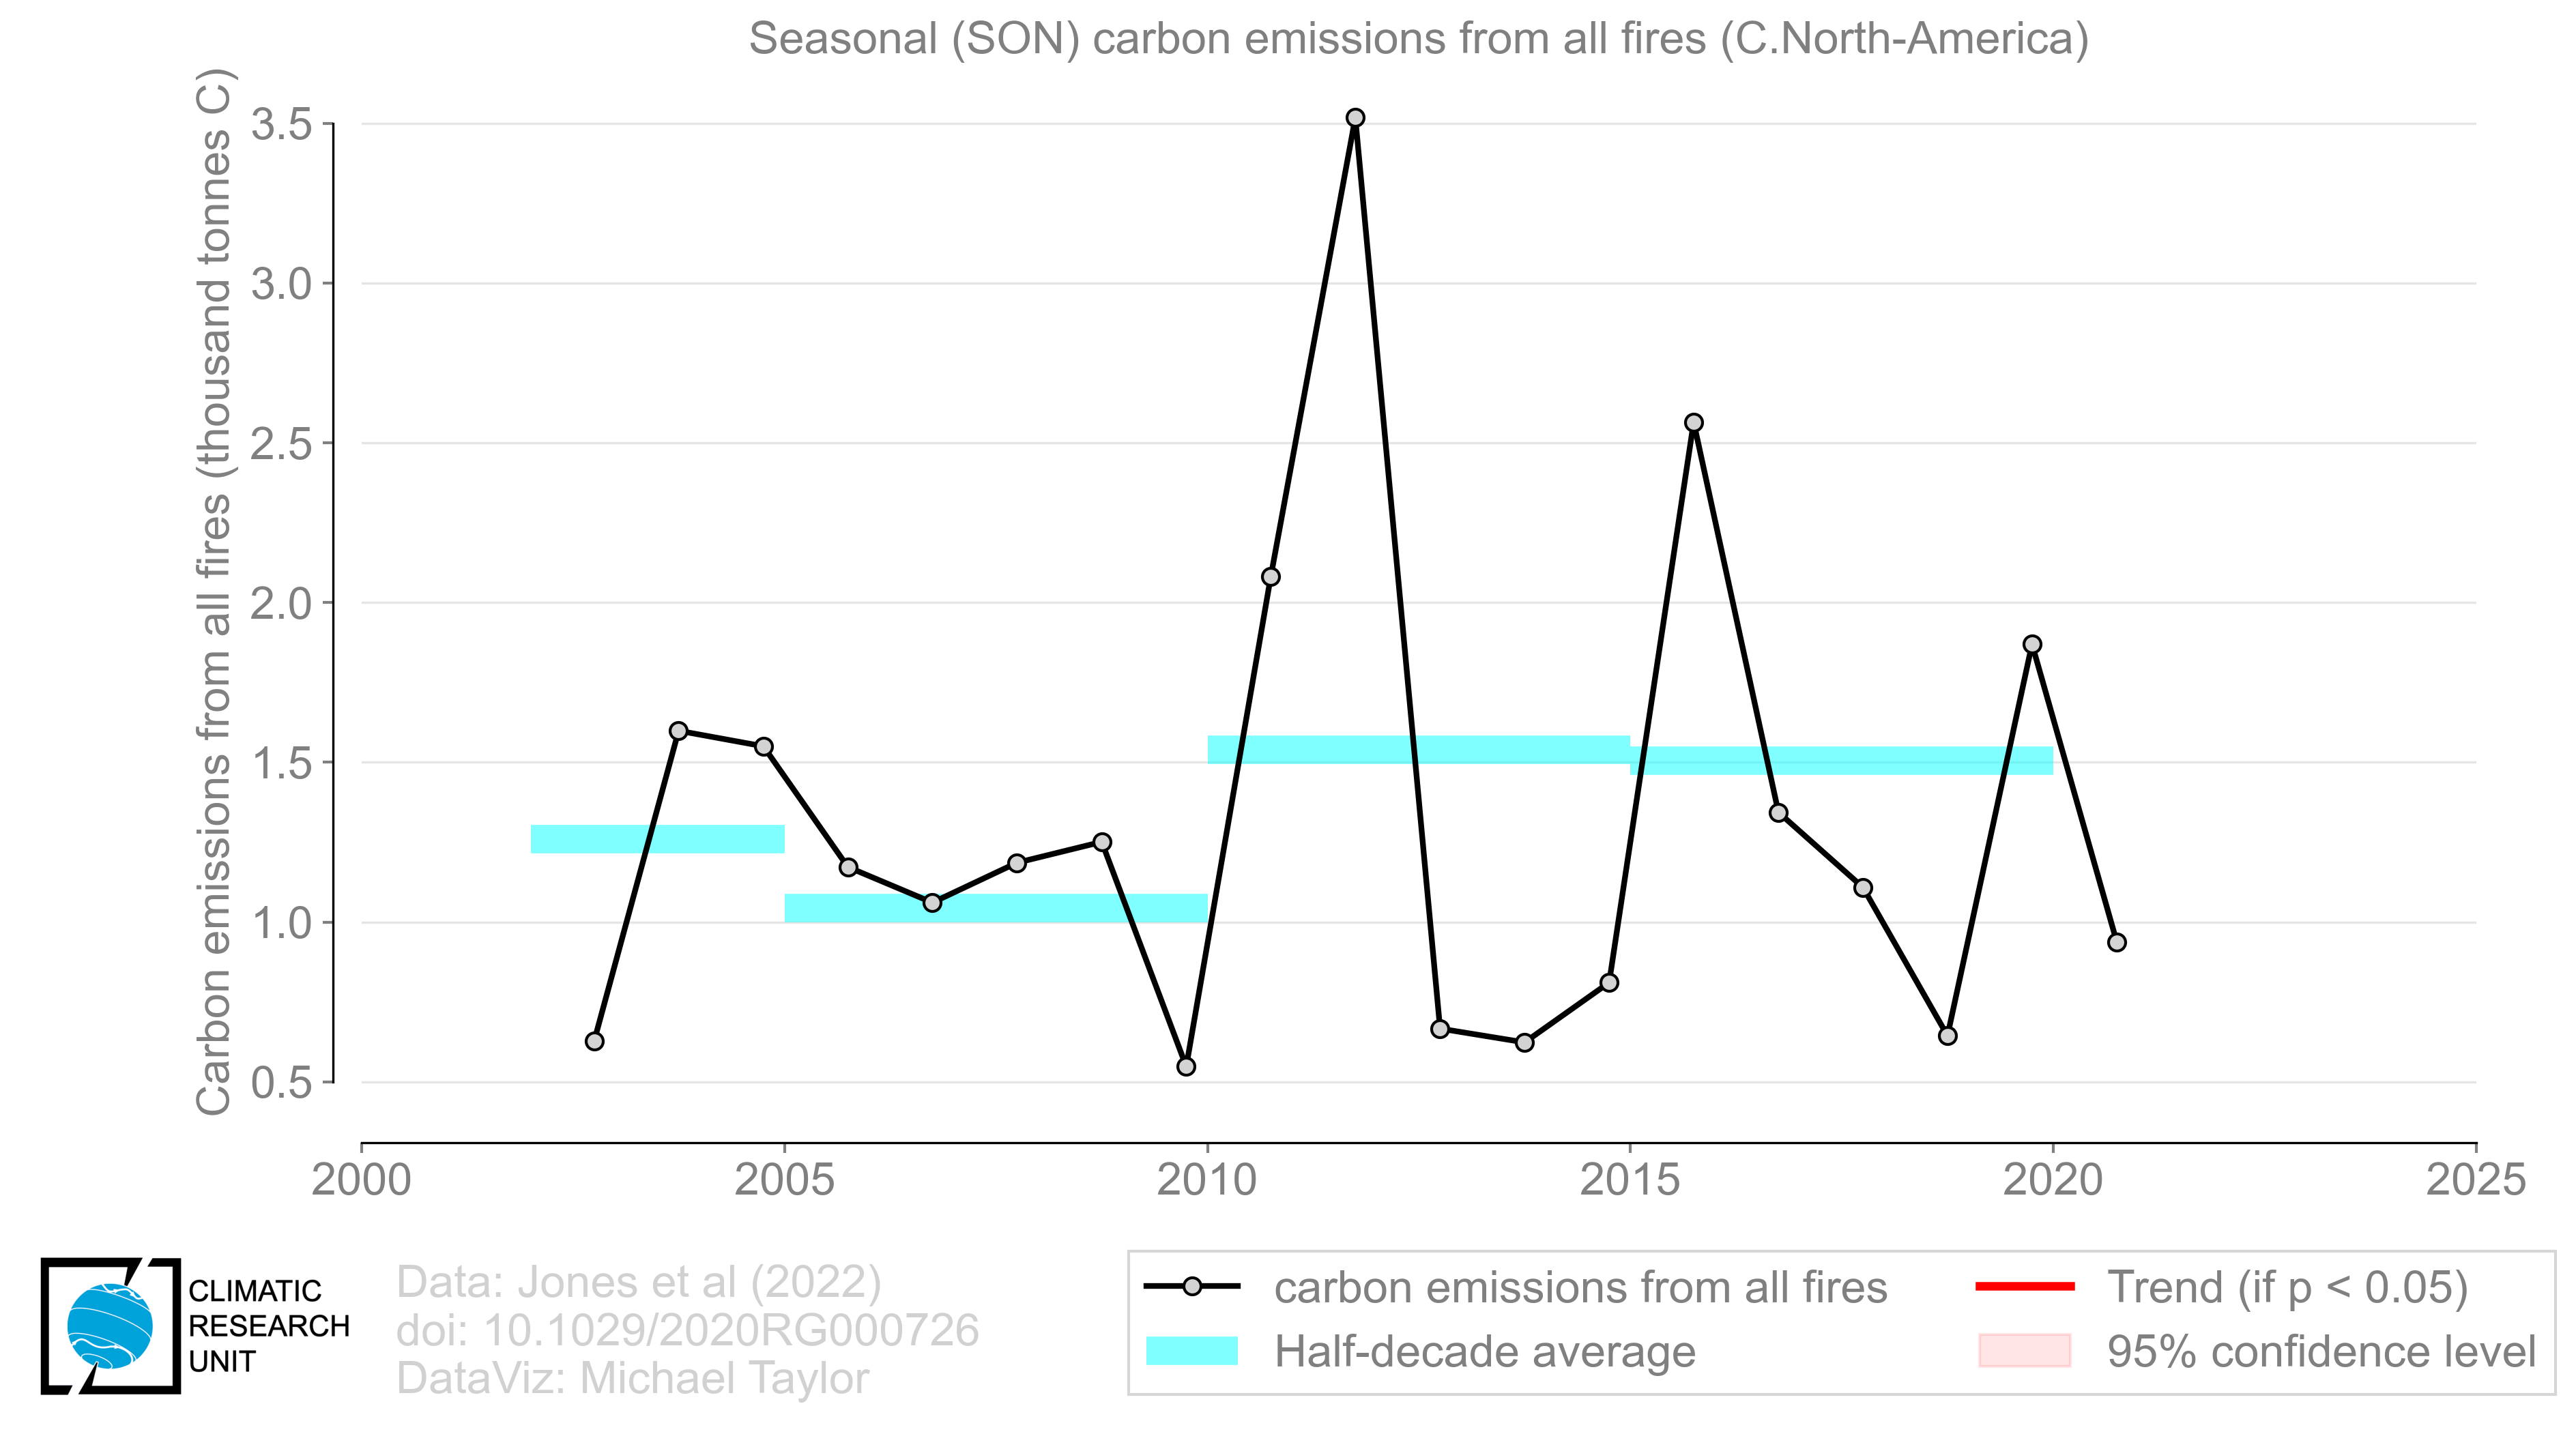 Seasonal (SON) carbon emissions from all fires (C.North-America)
Carbon emissions from all fires (thousand tonnes C)
3.5
3.0
2.5
2.0
1.5
1.0
0.5
2000 2005 2010 2015 2020 2025
CLIMATIC
RESEARCH
UNIT
Data: Jones et al (2022)
doi: 10.1029/2020RG000726
DataViz: Michael Taylor
carbon emissions from all fires
Half-decade average
Trend (if p < 0.05)
95% confidence level